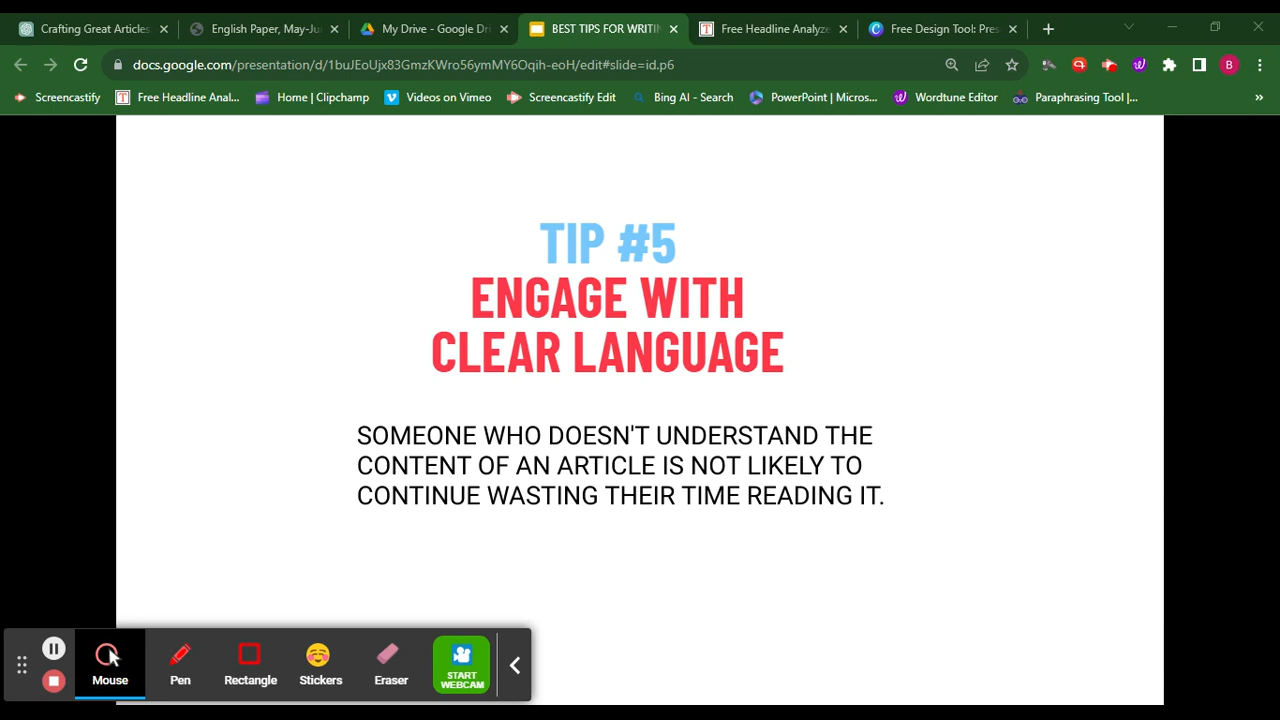 Crafting Great Articles
English Paper, May-Ju
My Drive - Google Dri
BEST TIPS FOR WRITIN
Free Headline Analyze
Free Design Tool: Pres
docs.google.com/presentation/d/1buJEoUjx83GmzKWro56ymMY6Oqih-eoH/edit#slide=id.p6
B
Screencastify
Free Headline Anal...
Home | Clipchamp
Videos on Vimeo
Screencastify Edit
Bing AI - Search
PowerPoint | Micros...
Wordtune Editor
Paraphrasing Tool |...
TIP #5
ENGAGE WITH
CLEAR LANGUAGE
SOMEONE WHO DOESN'T UNDERSTAND THE
CONTENT OF AN ARTICLE IS NOT LIKELY TO
CONTINUE WASTING THEIR TIME READING IT.
Mouse
Pen
Rectangle
Stickers
Eraser
START
WEBCAM